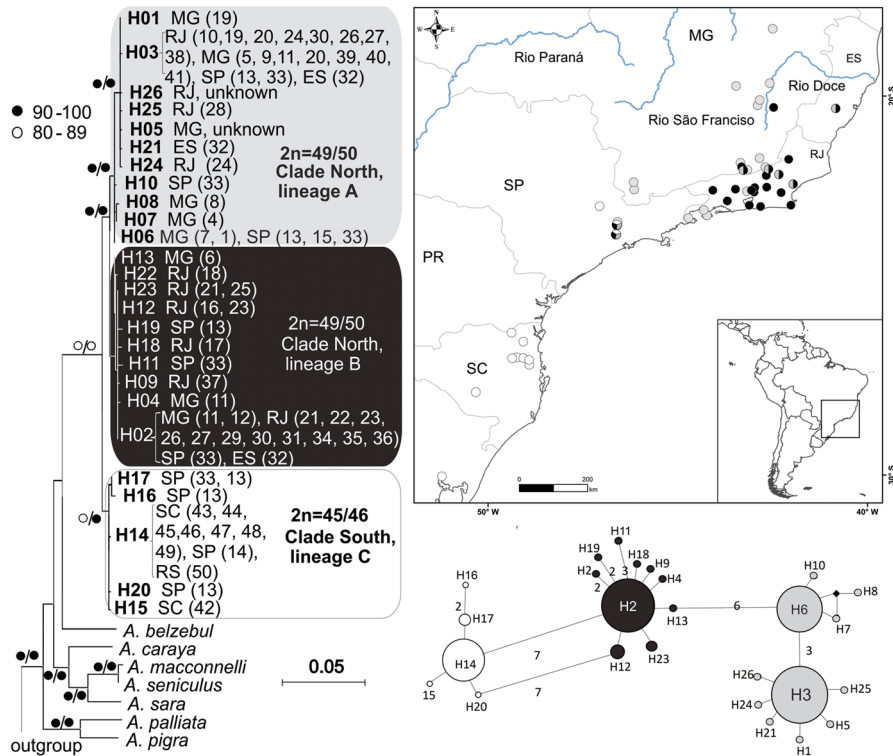 H01 MG (19)
H03
RJ (10,19, 20, 24,30, 26,27,
38), MG (5, 9,11, 20, 39, 40,
41), SP (13, 33), ES (32)
H26 RJ, unknown
H25 RJ (28)
H05 MG, unknown
H21 ES (32)
H24 RJ (24)
H10 SP (33)
H08 MG (8)
H07 MG (4)
H06 MG (7, 1), SP (13, 15, 33)
2n=49/50
Clade North,
lineage A
90-100
80-89
H13 MG (6)
H22 RJ (18)
H23 RJ (21, 25)
H12 RJ (16, 23)
H19 SP (13)
H18 RJ (17)
H11 SP (33)
H09 RJ (37)
H04 MG (11)
H02
MG (11, 12), RJ (21, 22, 23,
26, 27, 29, 30, 31, 34, 35, 36)
SP (33), ES (32)
2n=49/50
Clade North,
lineage B
H17 SP (33, 13)
H16 SP (13)
H14
SC (43, 44,
45,46, 47, 48,
49), SP (14),
RS (50)
H20 SP (13)
H15 SC (42)
2n=45/46
Clade South,
lineage C
A. belzebul
A. caraya
A. macconnelli
A. seniculus
A. sara
A. palliata
A. pigra
outgroup
0.05
N
W
E
S
MG
Rio Paraná
ES
Rio Doce
Rio São Franciso
RJ
SP
PR
SC
20° S
30° S
50° W
40° W
0
200
km
H11
H19
H18
H9
H2
H4
2
3
2
H2
H13
H12
H23
H16
2
H17
H14
15
H20
7
7
6
H10
H8
H6
H7
3
H26
H25
H3
H24
H21
H5
H1